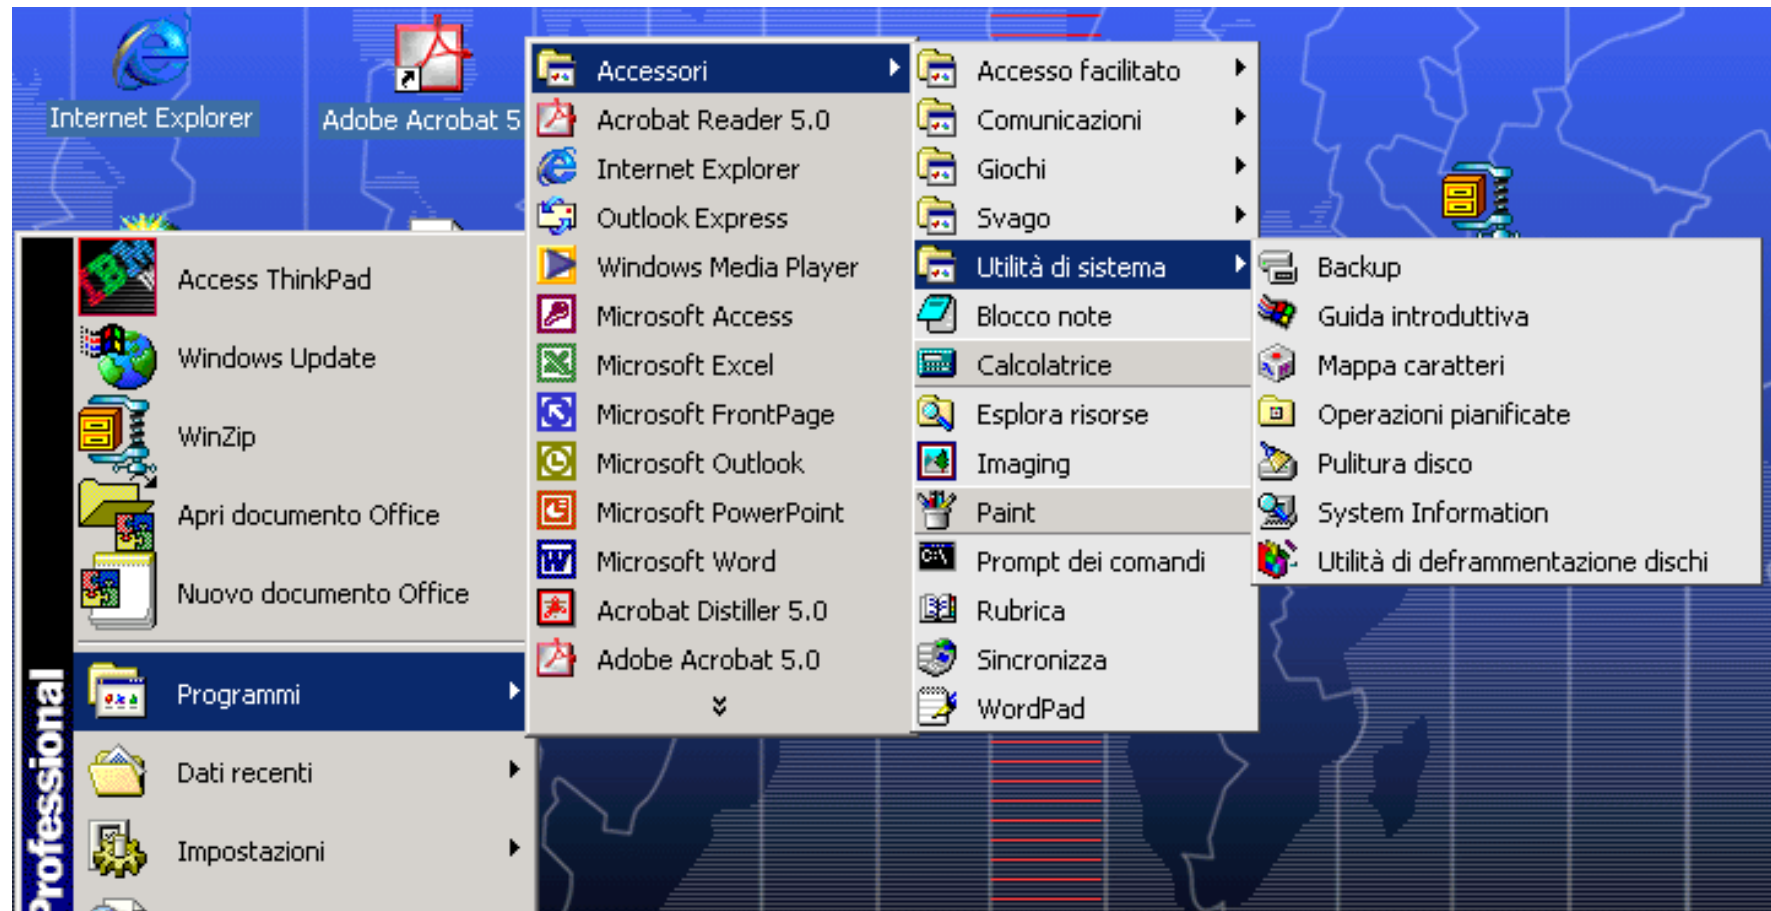 Internet Explorer
Adobe Acrobat 5
Access ThinkPad
Windows Update
WinZip
Apri documento Office
Nuovo documento Office
Programmi
Dati recenti
Impostazioni
Professional
Accessori
Acrobat Reader 5.0
Internet Explorer
Outlook Express
Windows Media Player
Microsoft Access
Microsoft Excel
Microsoft FrontPage
Microsoft Outlook
Microsoft PowerPoint
Microsoft Word
Acrobat Distiller 5.0
Adobe Acrobat 5.0
Accesso facilitato
Comunicazioni
Giochi
Svago
Utilità di sistema
Blocco note
Calcolatrice
Esplora risorse
Imaging
Paint
Prompt dei comandi
Rubrica
Sincronizza
WordPad
Backup
Guida introduttiva
Mappa caratteri
Operazioni pianificate
Pulitura disco
System Information
Utilità di deframmentazione dischi